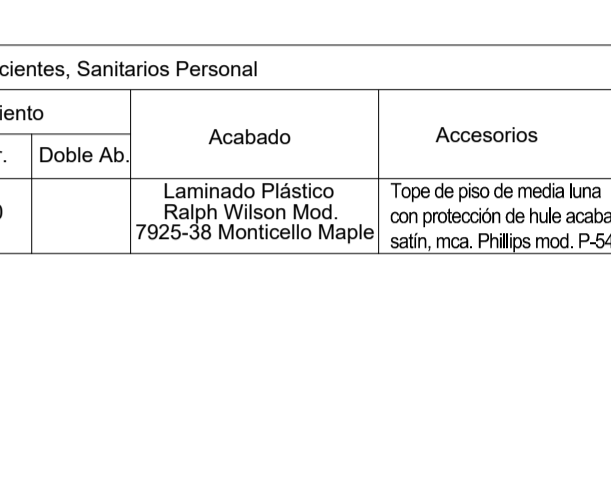 cientes, Sanitarios Personal
iento
Acabado
Accesorios
r.
Doble Ab.
Laminado Plástico
Ralph Wilson Mod.
7925-38 Monticello Maple
Tope de piso de media luna
con protección de hule acaba
satín, mca. Phillips mod. P-54